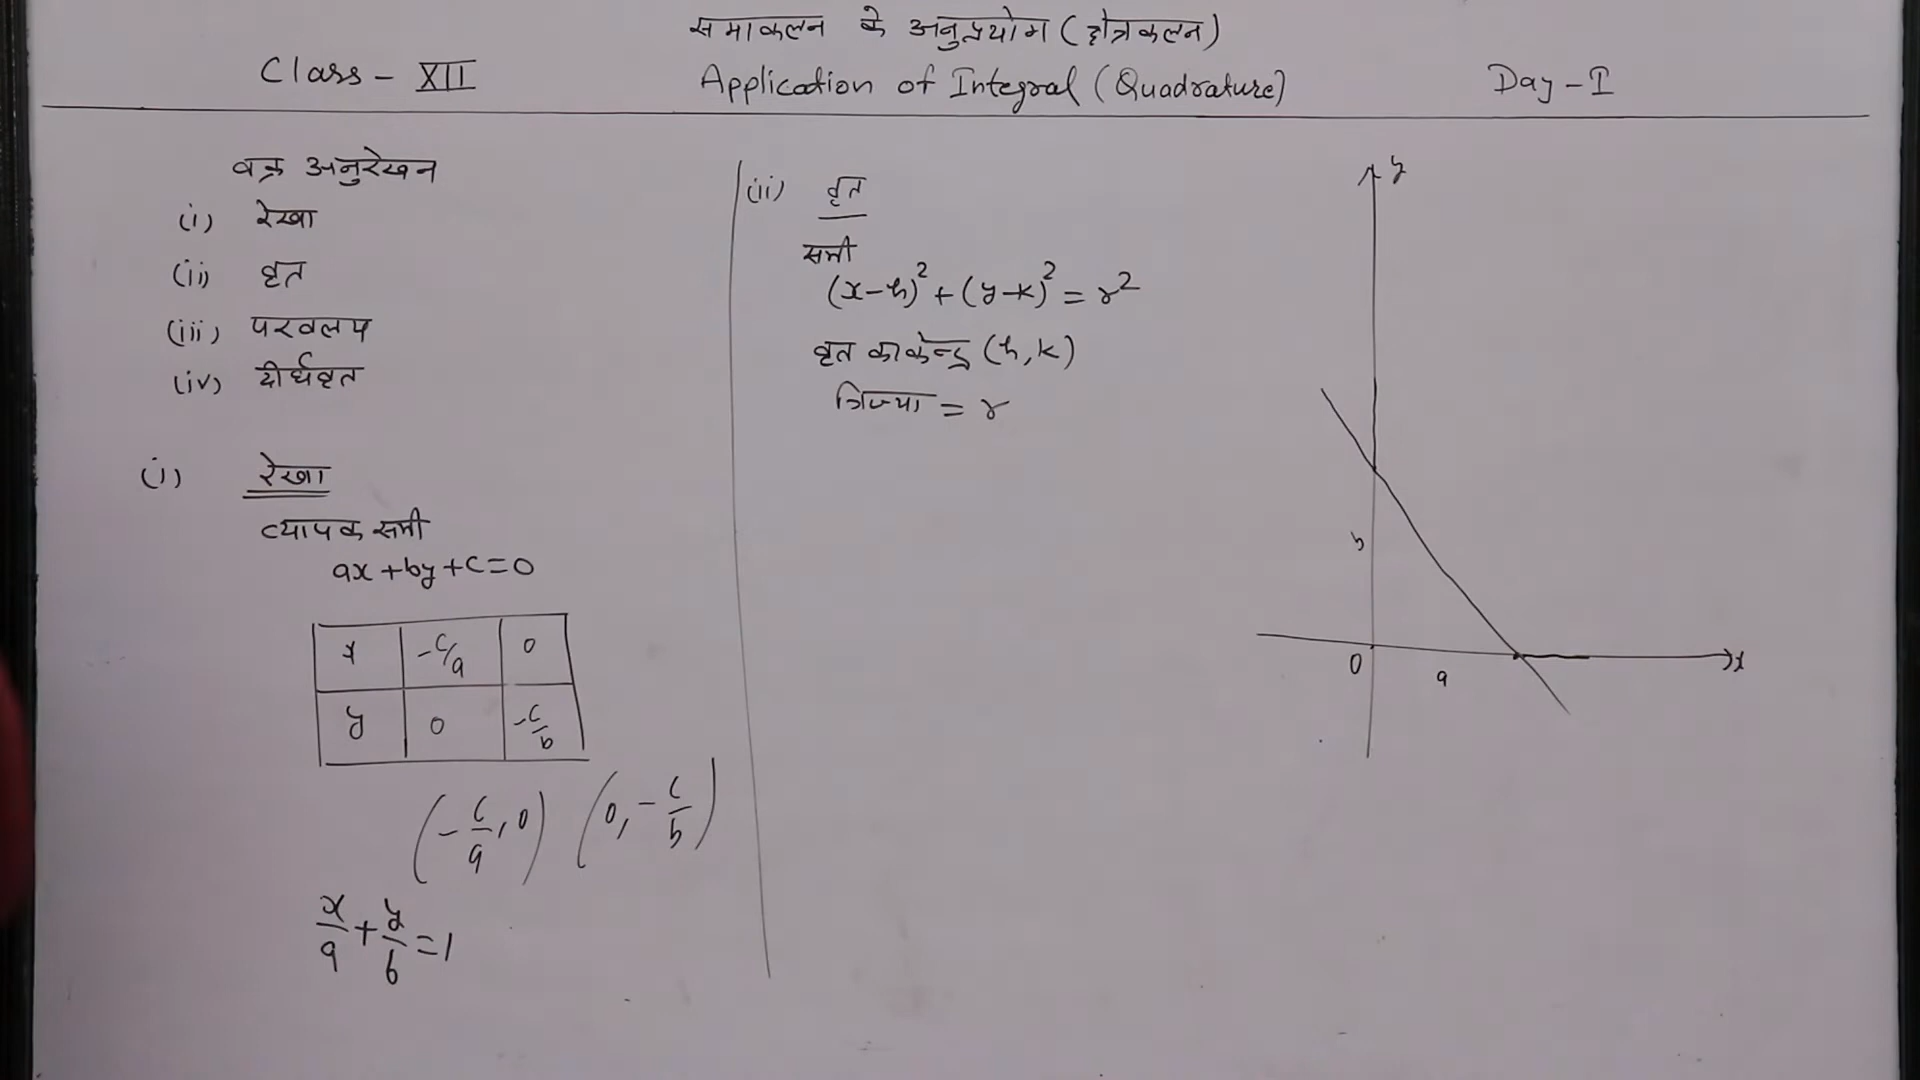 समाकलन के अनुप्रयोग (क्षेत्रकलन)
Class - XII
Application of Integral (Quadrature)
Day - I
वक्र अनुरेखन
(i) रेखा
(ii) वृत
(iii) परवलय
(iv) दीर्घवृत
(i) रेखा
व्यापक समी
ax + by + c = 0
x -c/a 0
y 0 -c/b
(-c/a, 0) (0, -c/b)
x/a + y/b = 1
(ii) वृत
समी
(x-h)² + (y-k)² = r²
वृत का केन्द्र (h, k)
त्रिज्या = r
y
b
0
a
x